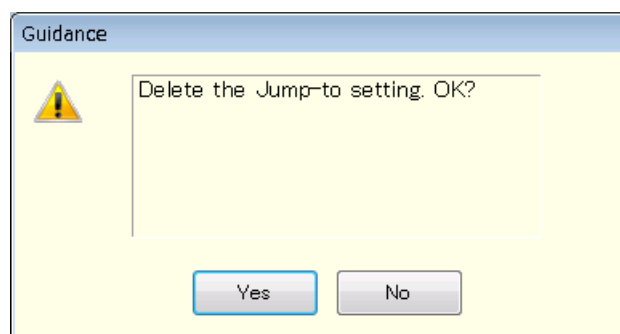 Guidance
Delete the Jump-to setting. OK?
Yes
No